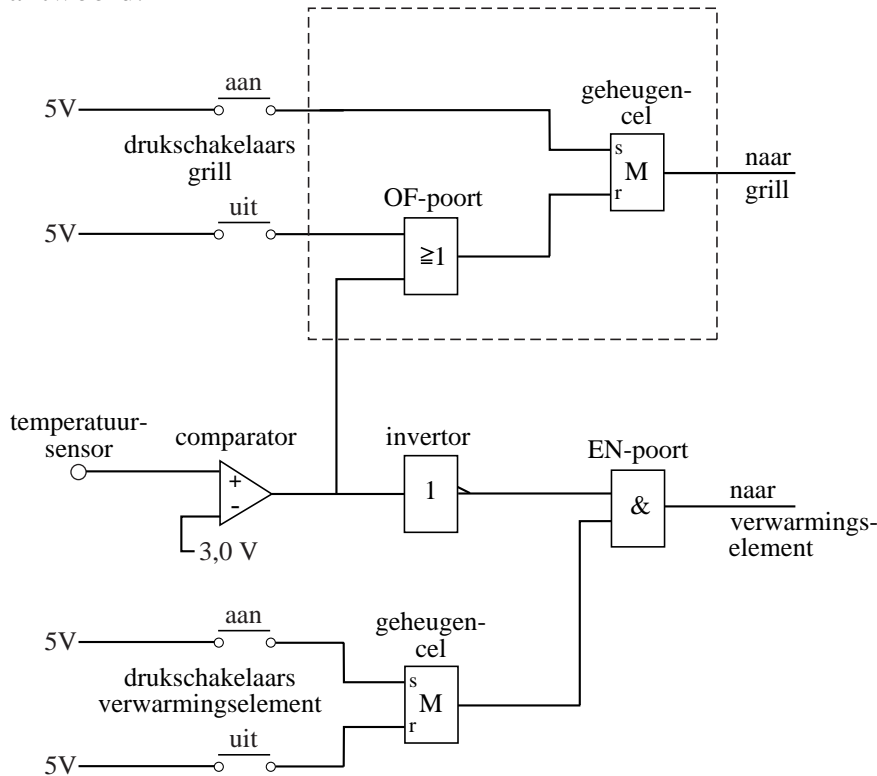 aan
geheugen-
cel
5V
drukschakelaars
grill
s
M
r
naar
grill
OF-poort
uit
5V
≧1
temperatuur-
sensor
comparator
invertor
EN-poort
+
-
1
&
naar
verwarmings-
element
3,0 V
aan
geheugen-
cel
5V
drukschakelaars
verwarmingselement
s
M
r
uit
5V